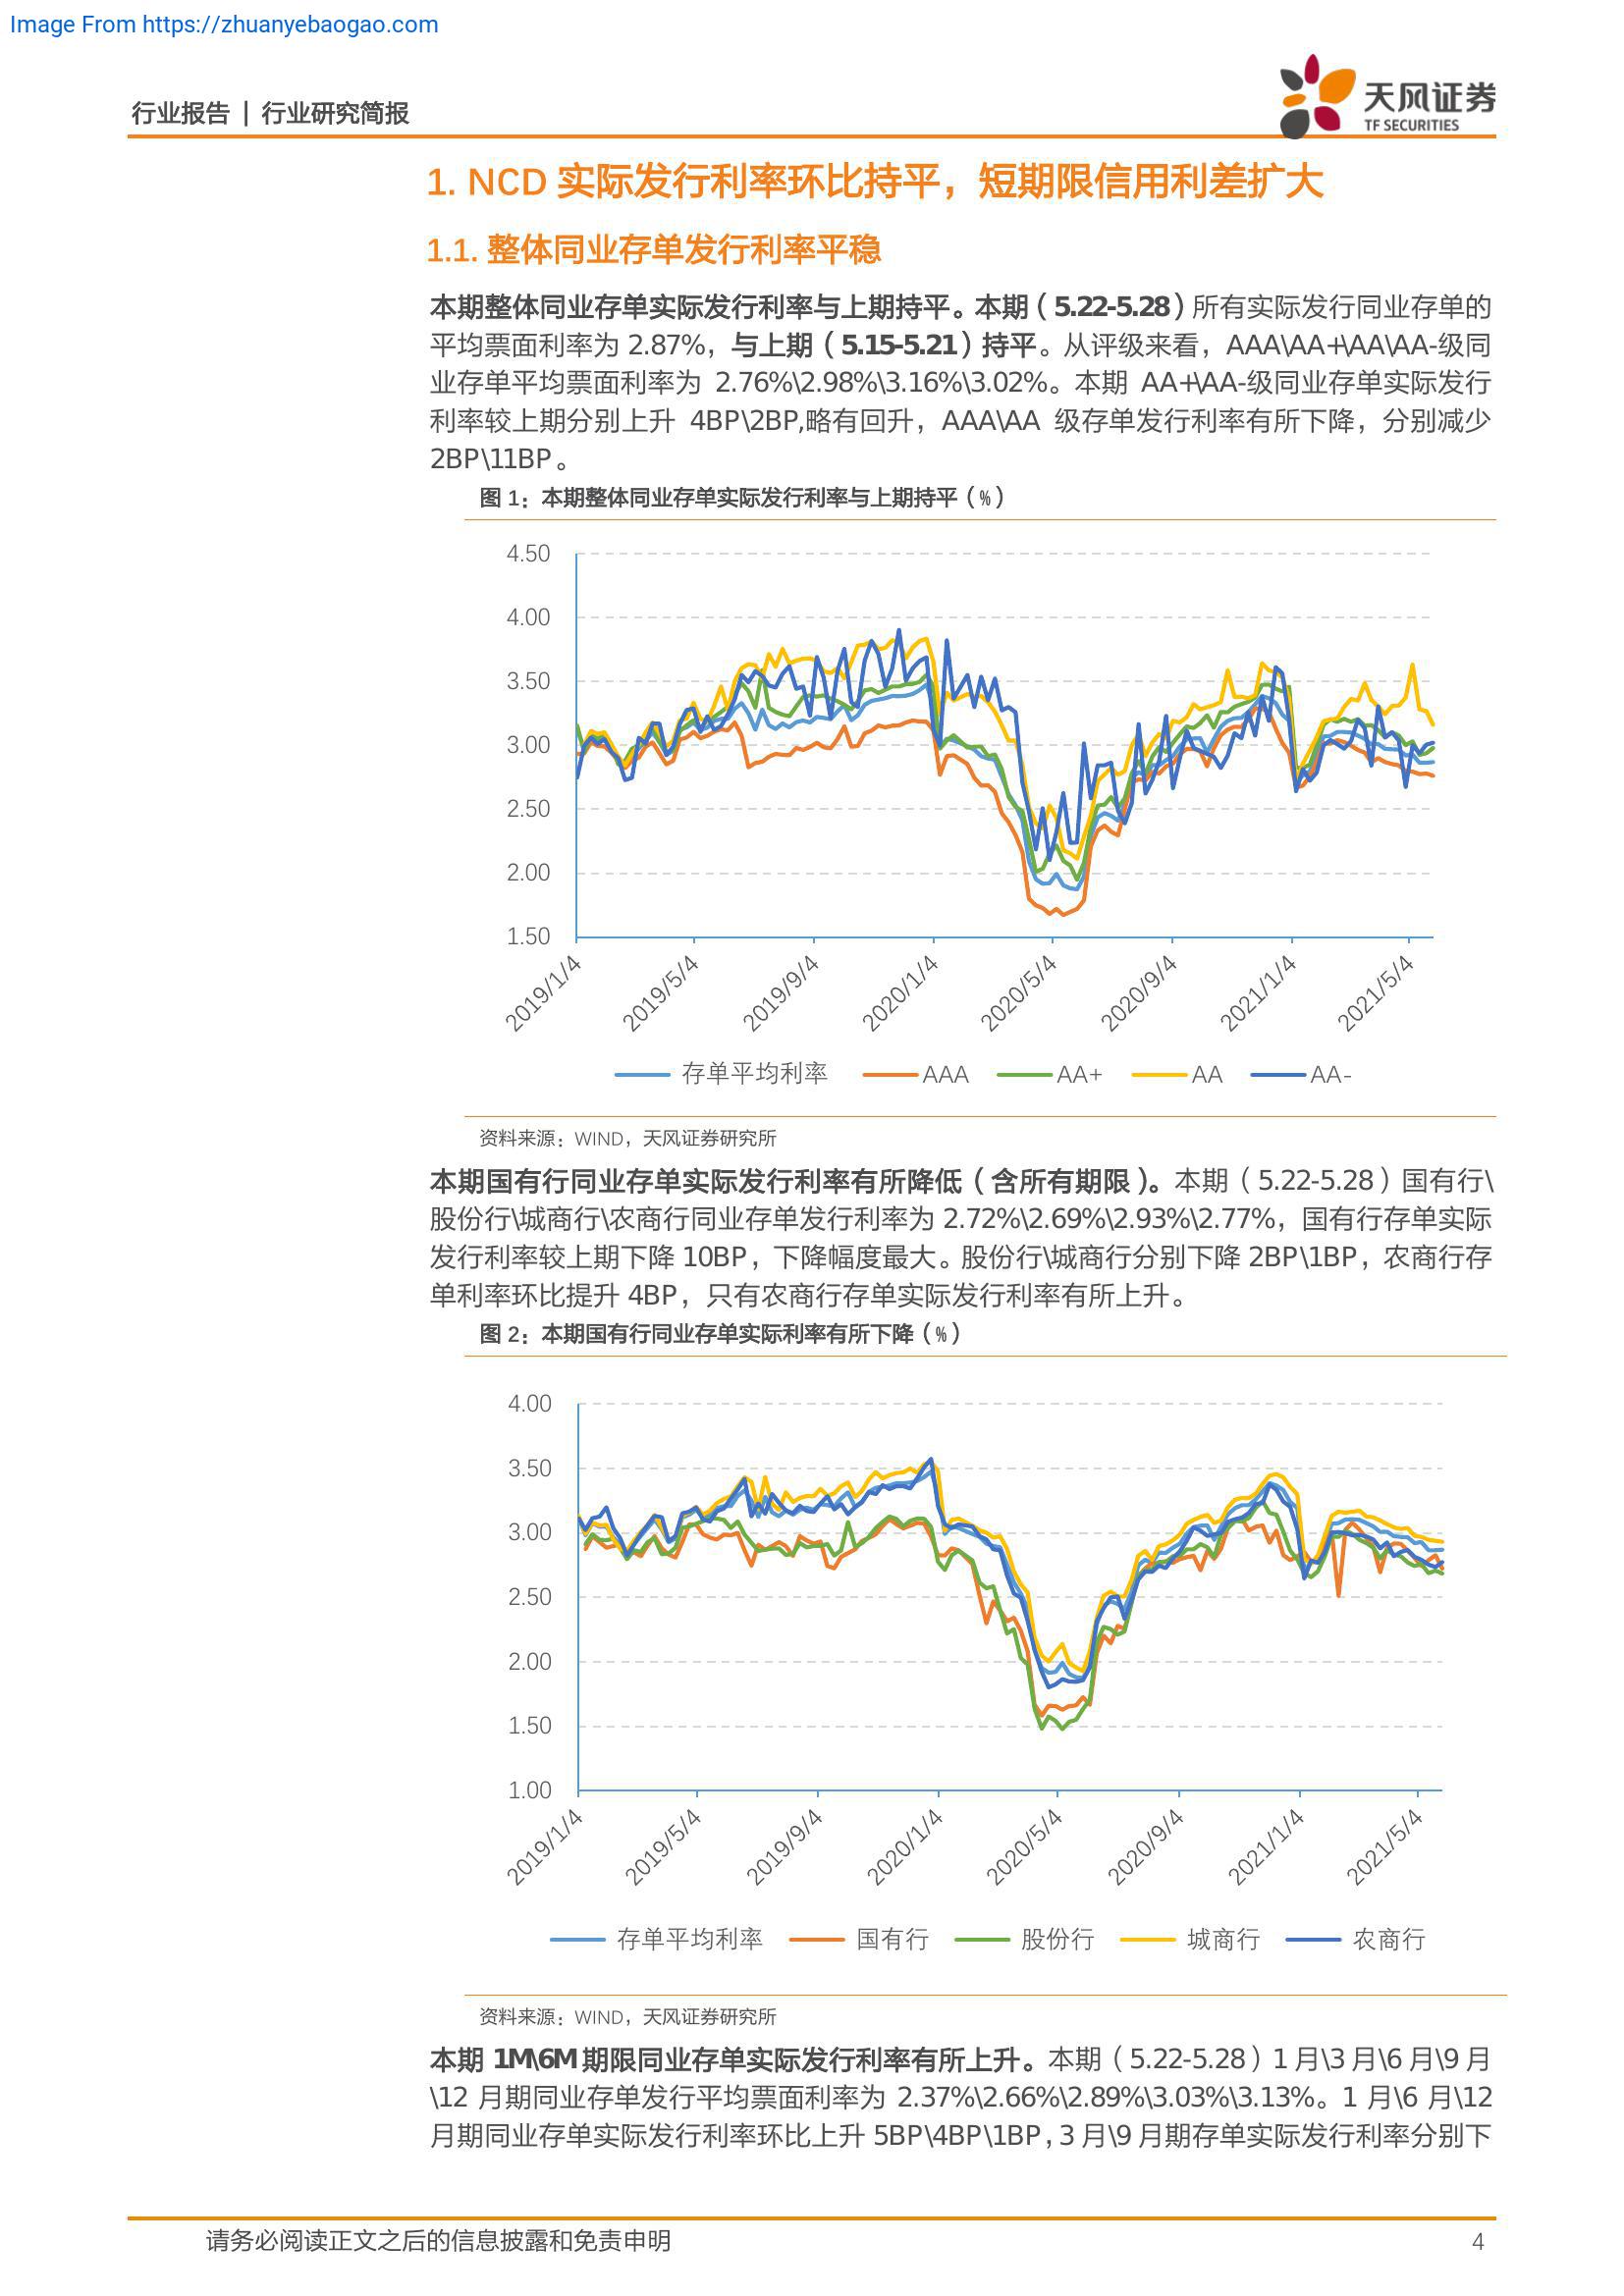 Image From https://zhuanyebaogao.com
行业报告 | 行业研究简报
天风证券
TF SECURITIES
1. NCD 实际发行利率环比持平，短期限信用利差扩大
1.1. 整体同业存单发行利率平稳
本期整体同业存单实际发行利率与上期持平。本期（5.22-5.28）所有实际发行同业存单的
平均票面利率为 2.87%，与上期（5.15-5.21）持平。从评级来看，AAA\AA+\AA\AA-级同
业存单平均票面利率为 2.76%\2.98%\3.16%\3.02%。本期 AA+\AA-级同业存单实际发行
利率较上期分别上升 4BP\2BP,略有回升，AAA\AA 级存单发行利率有所下降，分别减少
2BP\11BP。
图 1：本期整体同业存单实际发行利率与上期持平（%）
4.50
4.00
3.50
3.00
2.50
2.00
1.50
2019/1/4 2019/5/4 2019/9/4 2020/1/4 2020/5/4 2020/9/4 2021/1/4 2021/5/4
存单平均利率 AAA AA+ AA AA-
资料来源：WIND，天风证券研究所
本期国有行同业存单实际发行利率有所降低（含所有期限）。本期（5.22-5.28）国有行\
股份行\城商行\农商行同业存单发行利率为 2.72%\2.69%\2.93%\2.77%，国有行存单实际
发行利率较上期下降 10BP，下降幅度最大。股份行\城商行分别下降 2BP\1BP，农商行存
单利率环比提升 4BP，只有农商行存单实际发行利率有所上升。
图 2：本期国有行同业存单实际利率有所下降（%）
4.00
3.50
3.00
2.50
2.00
1.50
1.00
2019/1/4 2019/5/4 2019/9/4 2020/1/4 2020/5/4 2020/9/4 2021/1/4 2021/5/4
存单平均利率 国有行 股份行 城商行 农商行
资料来源：WIND，天风证券研究所
本期 1M\6M 期限同业存单实际发行利率有所上升。本期（5.22-5.28）1 月\3 月\6 月\9 月
\12 月期同业存单发行平均票面利率为 2.37%\2.66%\2.89%\3.03%\3.13%。1 月\6 月\12
月期同业存单实际发行利率环比上升 5BP\4BP\1BP，3 月\9 月期存单实际发行利率分别下
请务必阅读正文之后的信息披露和免责申明
4